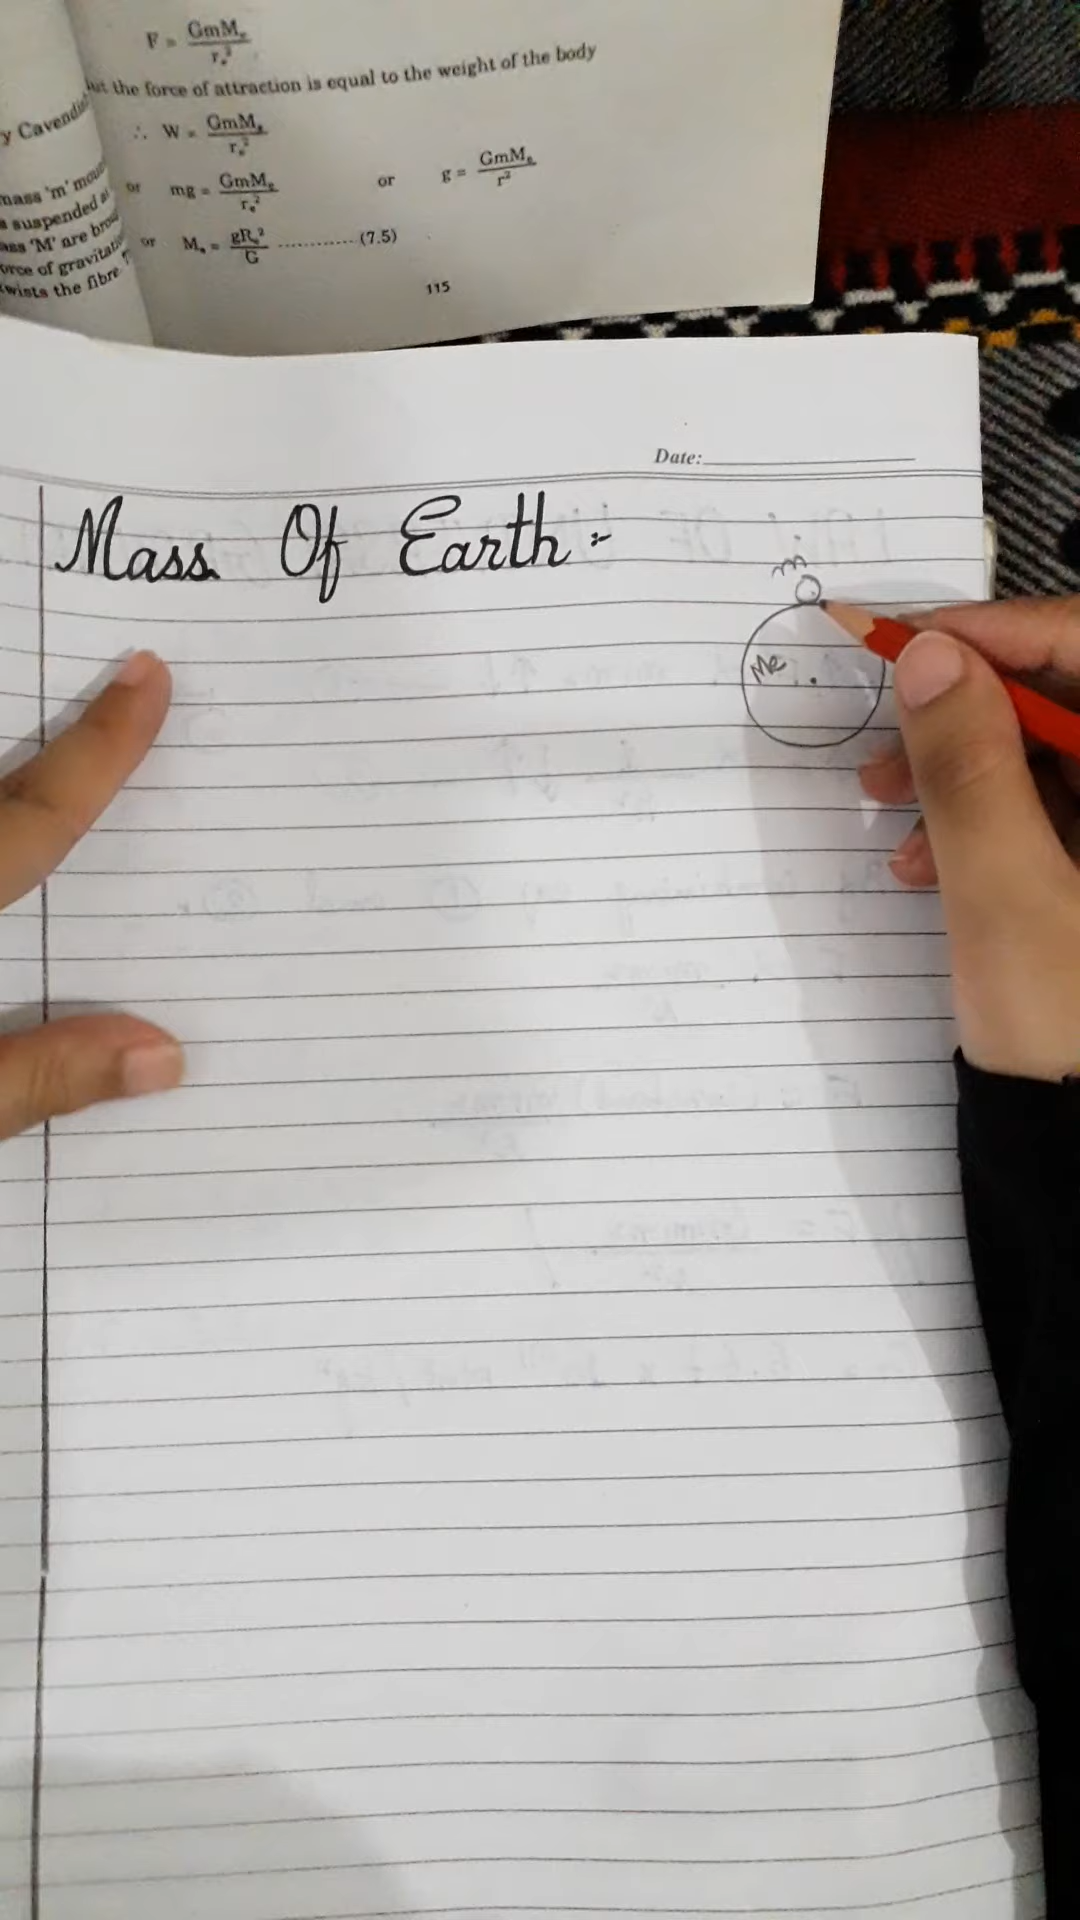 F = GmMₑ / rₑ²
but the force of attraction is equal to the weight of the body
∴ W = GmMₑ / rₑ²
or mg = GmMₑ / rₑ² or g = GmMₑ / r²
or Mₑ = gRₑ² / G ............ (7.5)
115
y Cavendi
mass 'm' mou
suspended a
ass 'M' are brou
orce of gravitat
wists the fibre
Date:
Mass Of Earth :-
m
Me